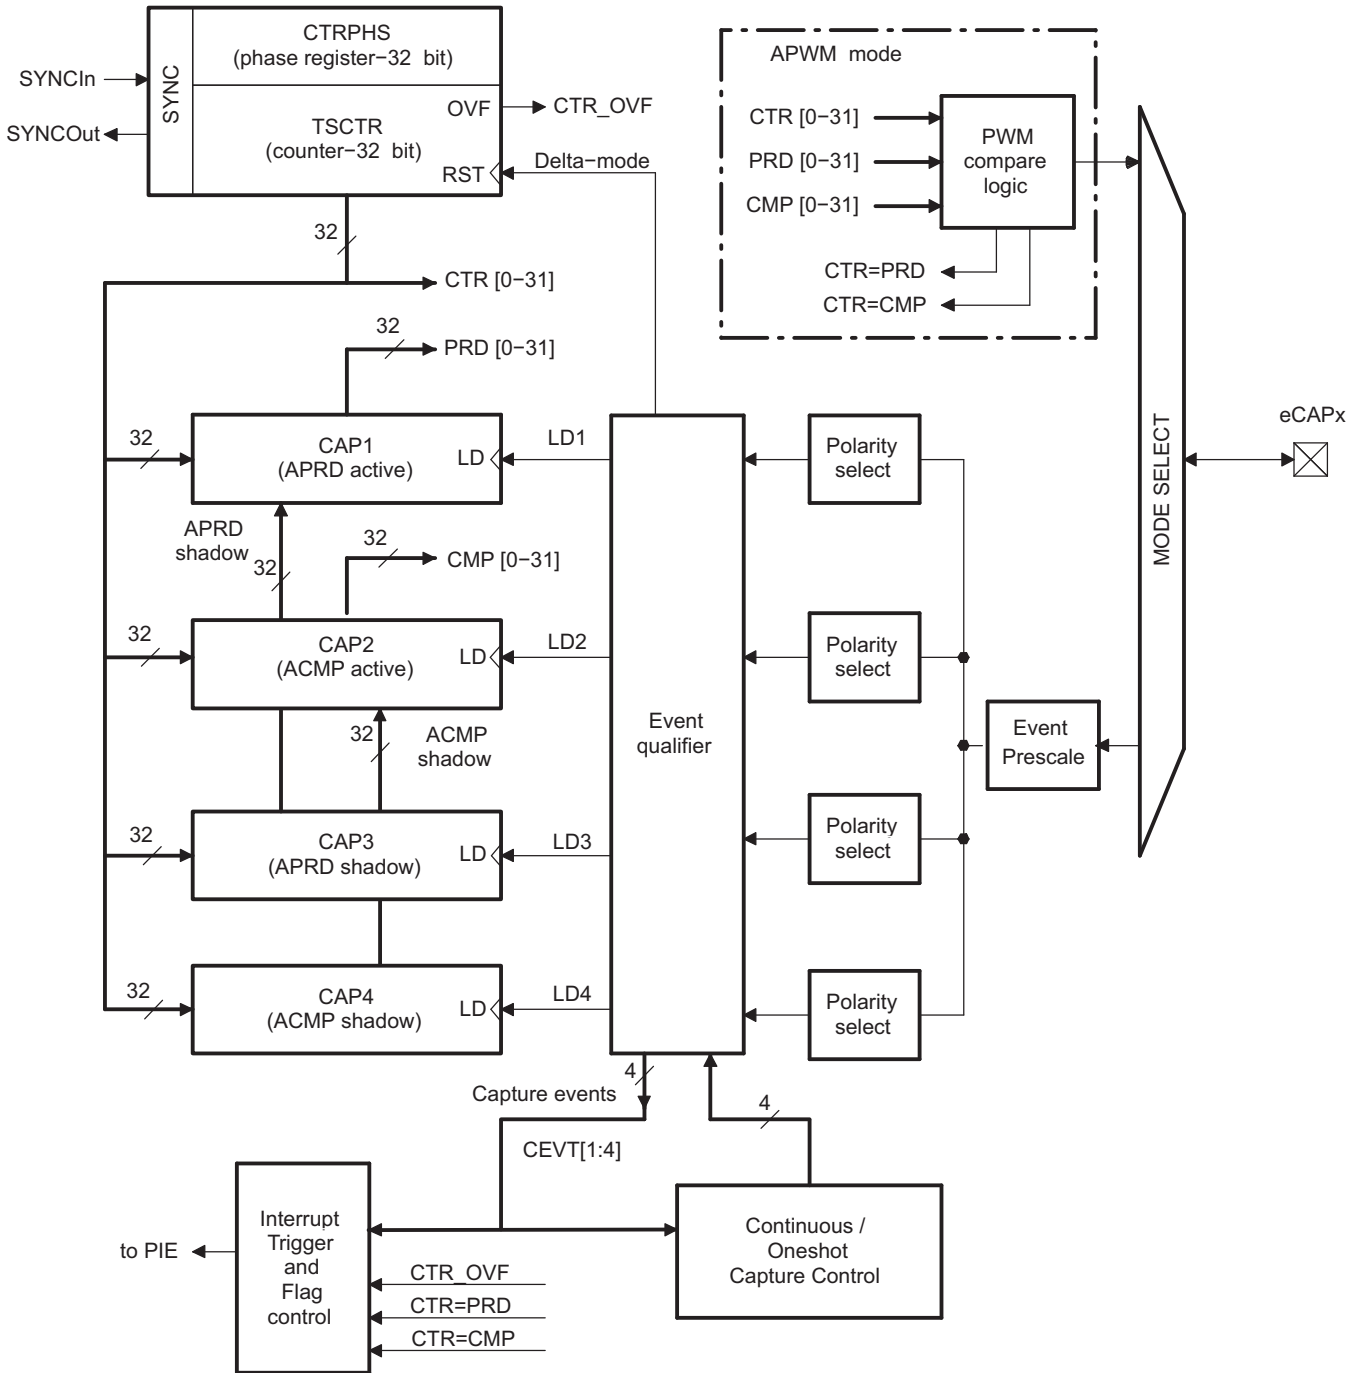 CTRPHS
(phase register−32 bit)
APWM mode
SYNCIn
SYNC
OVF
CTR_OVF
CTR [0−31]
SYNCOut
TSCTR
(counter−32 bit)
PWM
compare
logic
Delta−mode
PRD [0−31]
RST
CMP [0−31]
32
CTR=PRD
CTR [0−31]
CTR=CMP
32
PRD [0−31]
eCAPx
MODE SELECT
32
CAP1
(APRD active)
LD
LD1
Polarity
select
APRD
shadow
32
32
CMP [0−31]
32
CAP2
(ACMP active)
LD
LD2
Polarity
select
32
ACMP
shadow
Event
qualifier
Event
Prescale
32
CAP3
(APRD shadow)
LD
LD3
Polarity
select
32
CAP4
(ACMP shadow)
LD
LD4
Polarity
select
4
Capture events
4
CEVT[1:4]
to PIE
Interrupt
Trigger
and
Flag
control
Continuous /
Oneshot
Capture Control
CTR_OVF
CTR=PRD
CTR=CMP